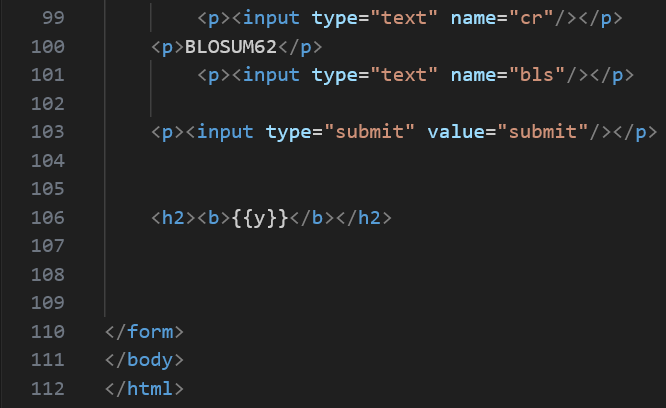 99 <p><input type="text" name="cr"/></p>
100 <p>BLOSUM62</p>
101 <p><input type="text" name="bls"/></p>
102
103 <p><input type="submit" value="submit"/></p>
104
105
106 <h2><b>{{y}}</b></h2>
107
108
109
110 </form>
111 </body>
112 </html>